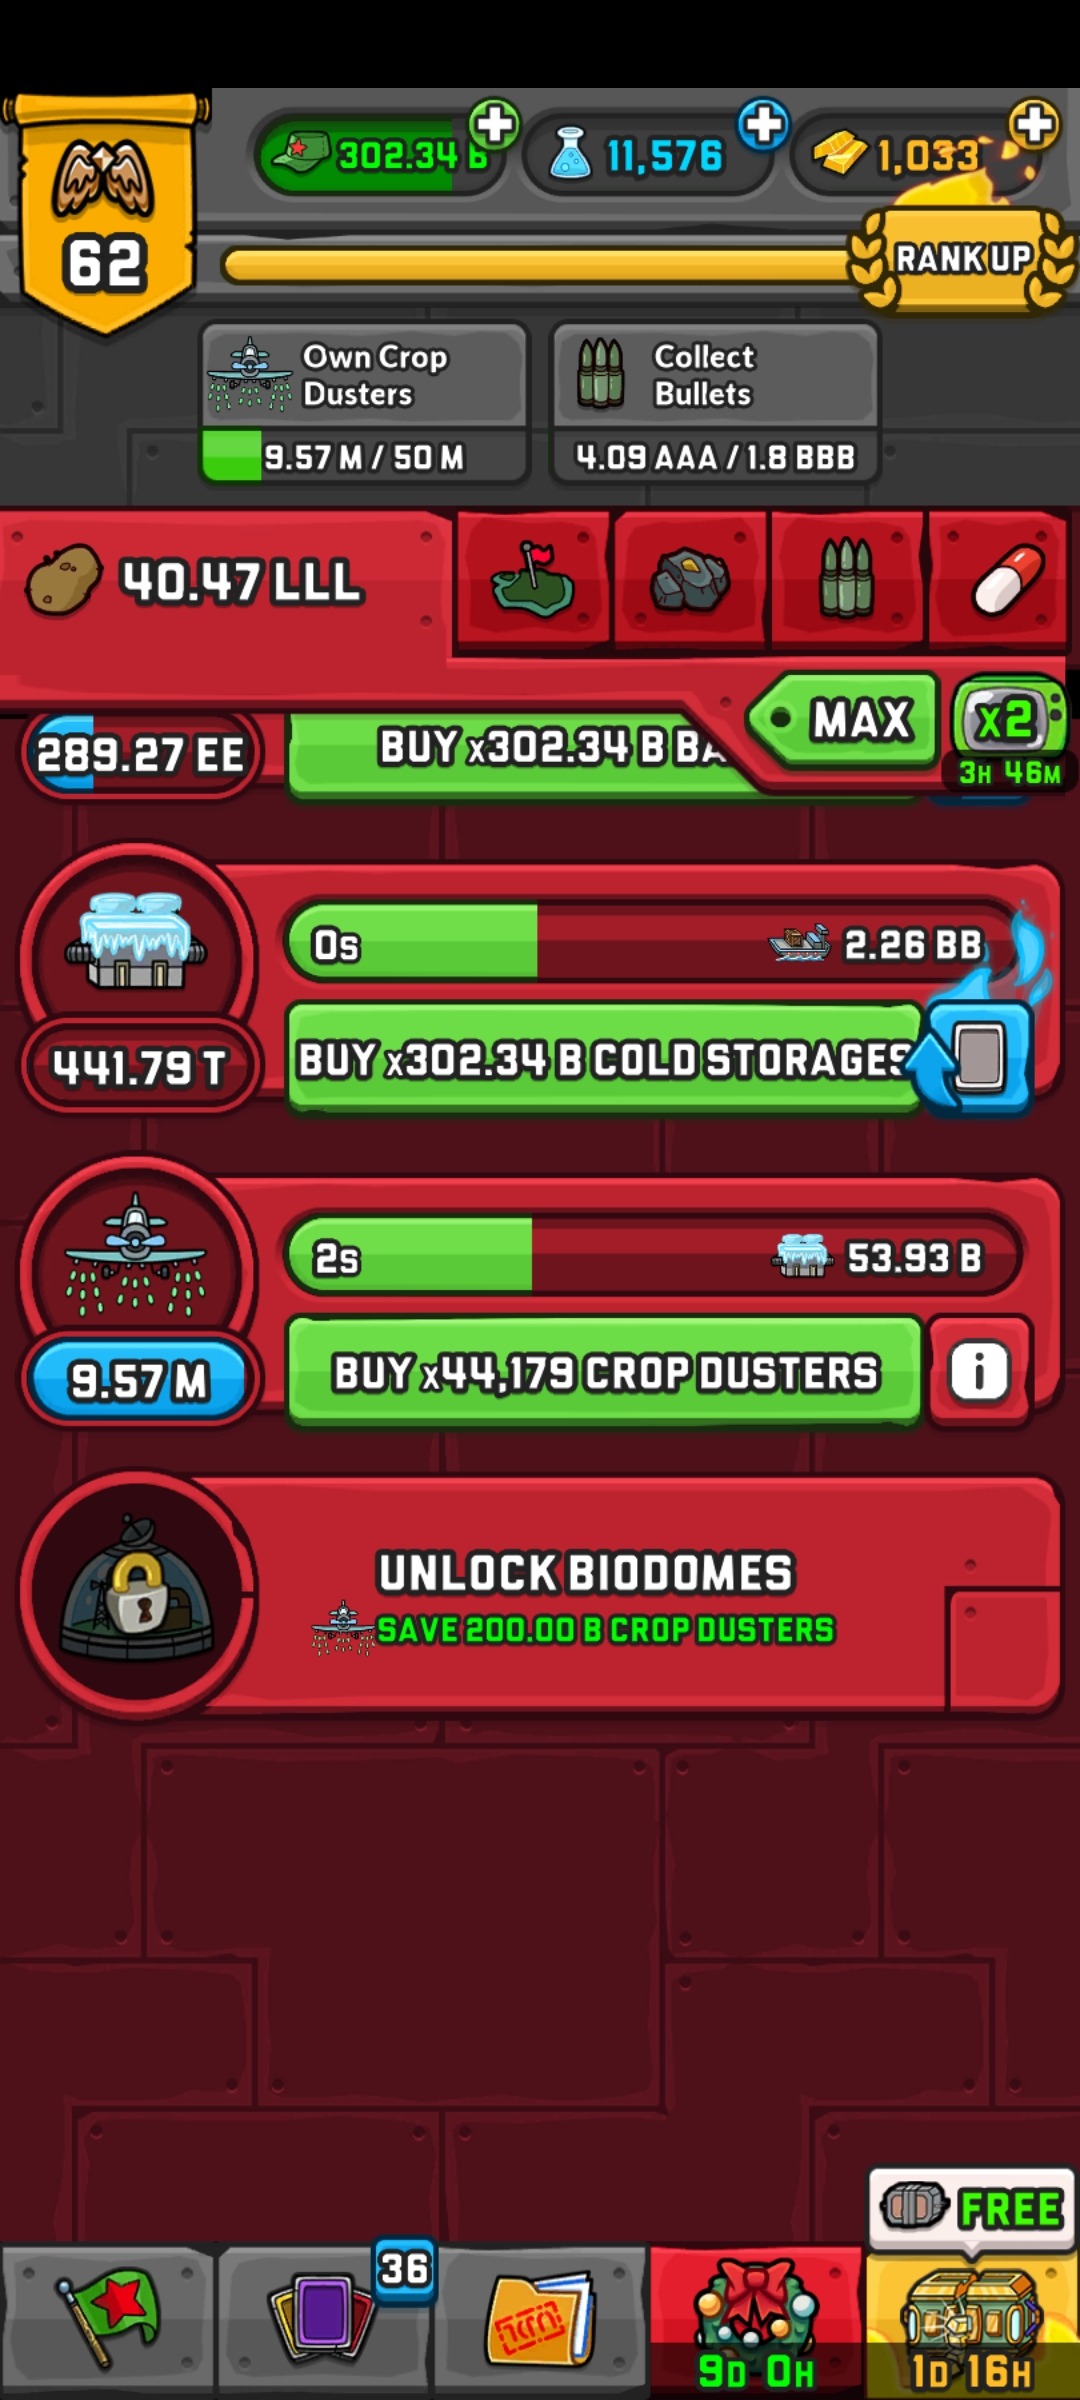 302.34 B
11,576
1,033
62
RANK UP
Own Crop
Dusters
9.57 M / 50 M
Collect
Bullets
4.09 AAA / 1.8 BBB
40.47 LLL
MAX
x2
3H 46M
289.27 EE
BUY x302.34 B BA
0s
2.26 BB
441.79 T
BUY x302.34 B COLD STORAGES
2s
53.93 B
9.57 M
BUY x44,179 CROP DUSTERS
i
UNLOCK BIODOMES
SAVE 200.00 B CROP DUSTERS
FREE
36
9D 0H
1D 16H